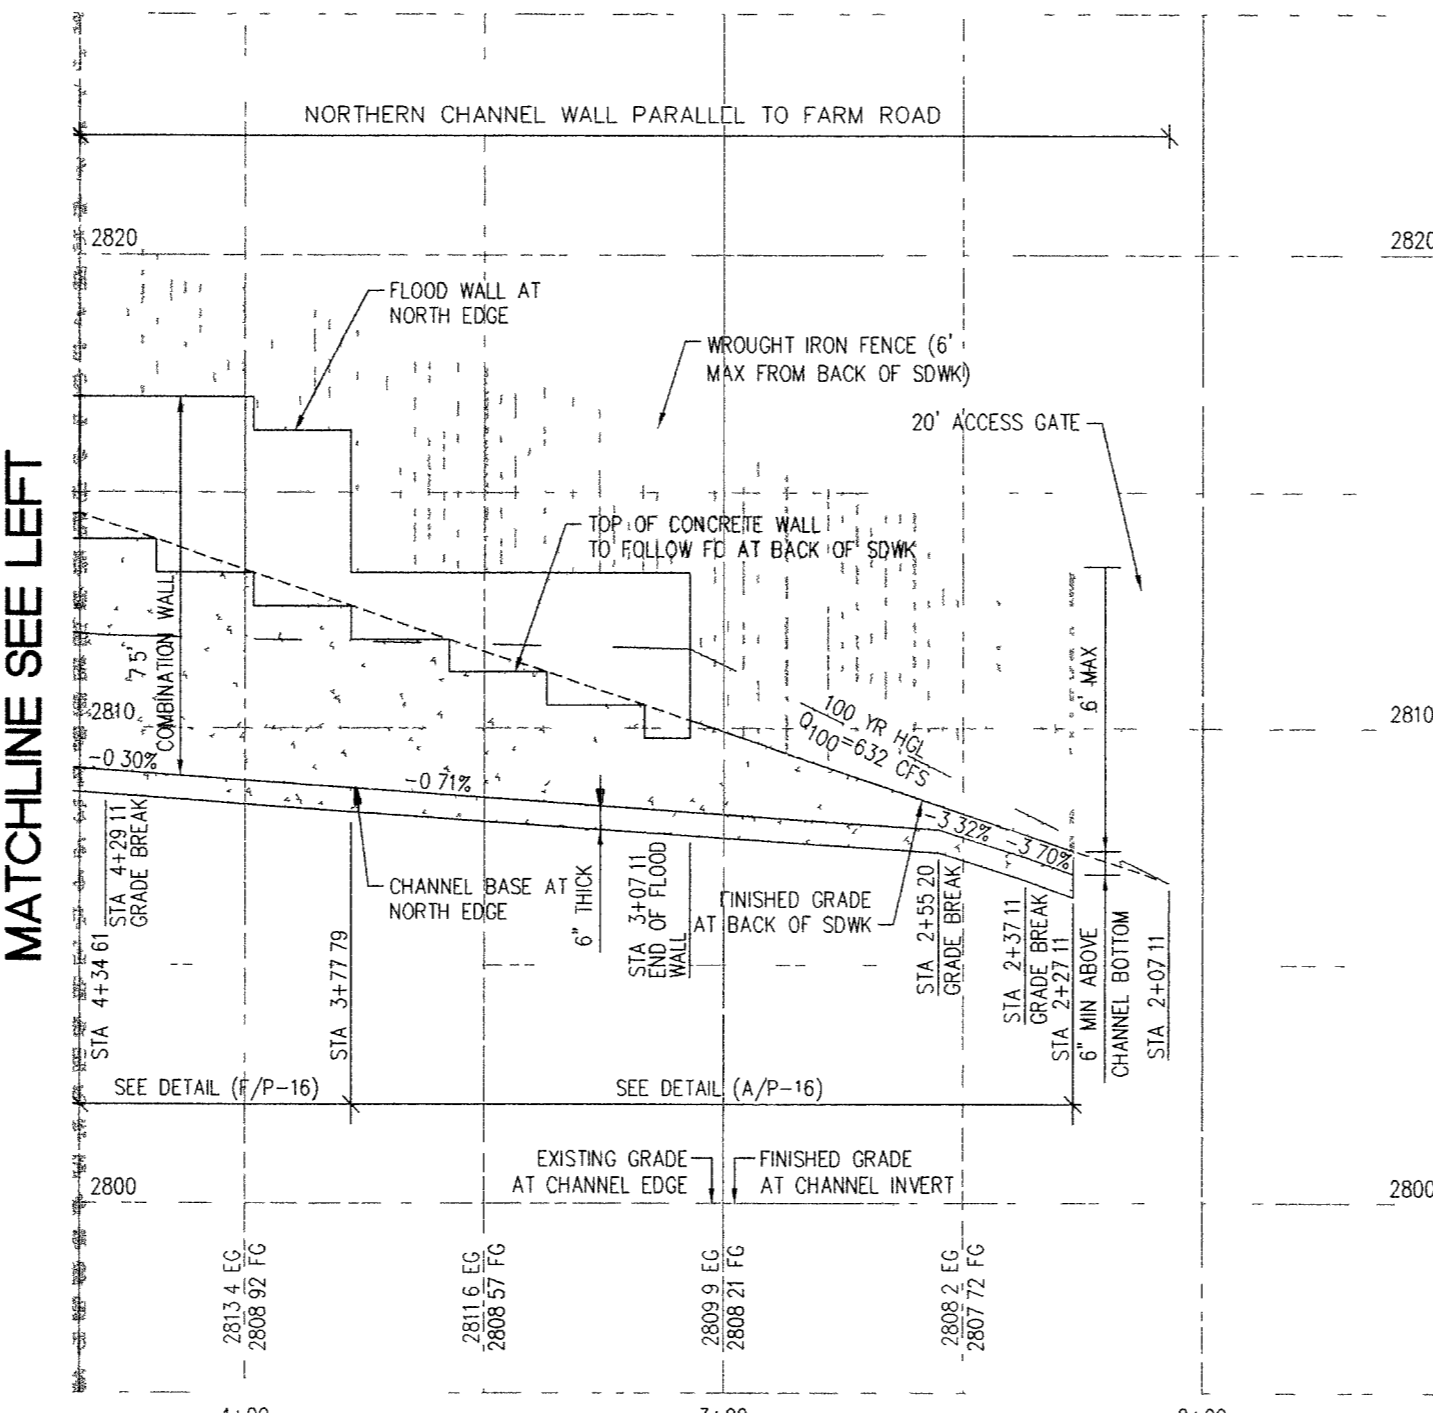 MATCHLINE SEE LEFT
NORTHERN CHANNEL WALL PARALLEL TO FARM ROAD
2820
2820
FLOOD WALL AT
NORTH EDGE
WROUGHT IRON FENCE (6'
MAX FROM BACK OF SDWK)
20' ACCESS GATE
TOP OF CONCRETE WALL
TO FOLLOW FG AT BACK OF SDWK
7 5'
COMBINATION WALL
6' MAX
2810
2810
100 YR HGL
Q100=632 CFS
-0 30%
-0 71%
-3 32%
-3 70%
STA 4+29 11
GRADE BREAK
CHANNEL BASE AT
NORTH EDGE
6" THICK
STA 3+07 11
END OF FLOOD
WALL
FINISHED GRADE
AT BACK OF SDWK
STA 2+55 20
GRADE BREAK
STA 2+37 11
GRADE BREAK
STA 2+27 11
6" MIN ABOVE
CHANNEL BOTTOM
STA 2+07 11
STA 4+34 61
STA 3+77 79
SEE DETAIL (F/P-16)
SEE DETAIL (A/P-16)
EXISTING GRADE
AT CHANNEL EDGE
FINISHED GRADE
AT CHANNEL INVERT
2800
2800
2813 4 EG
2808 92 FG
2811 6 EG
2808 57 FG
2809 9 EG
2808 21 FG
2808 2 EG
2807 72 FG